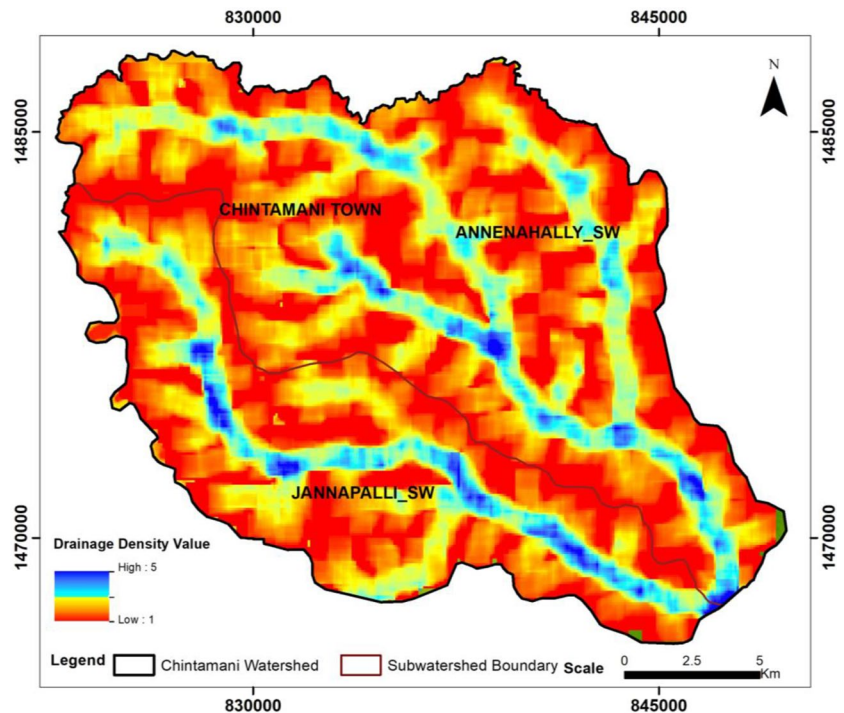 830000 845000
N
1485000 1485000
CHINTAMANI TOWN
ANNENAHALLY_SW
JANNAPALLI_SW
1470000 1470000
Drainage Density Value
High : 5
Low : 1
Legend Chintamani Watershed Subwatershed Boundary Scale 0 2.5 5
Km
830000 845000